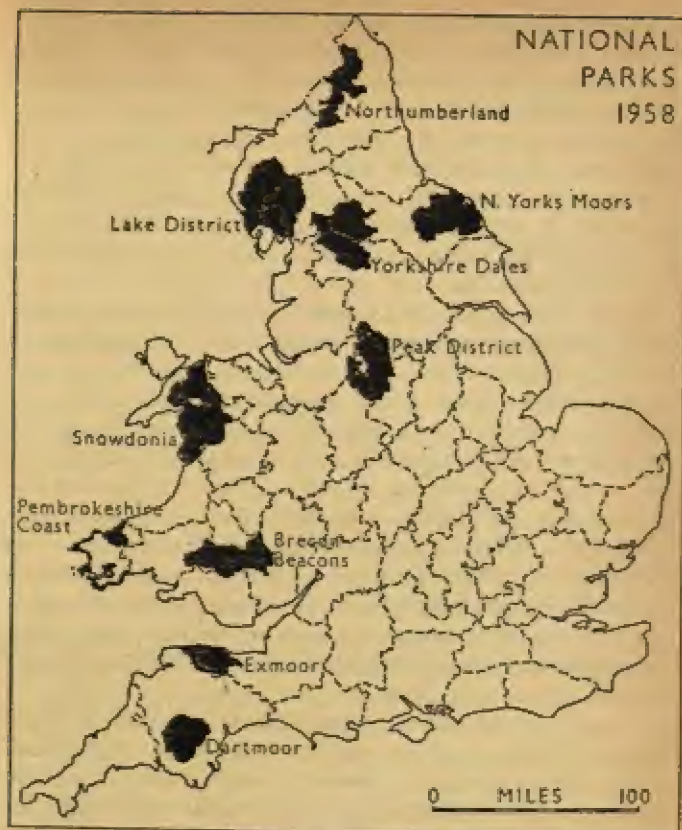 NATIONAL
PARKS
1958
Northumberland
Lake District
N. Yorks Moors
Yorkshire Dales
Peak District
Snowdonia
Pembrokeshire
Coast
Brecon
Beacons
Exmoor
Dartmoor
0 MILES 100